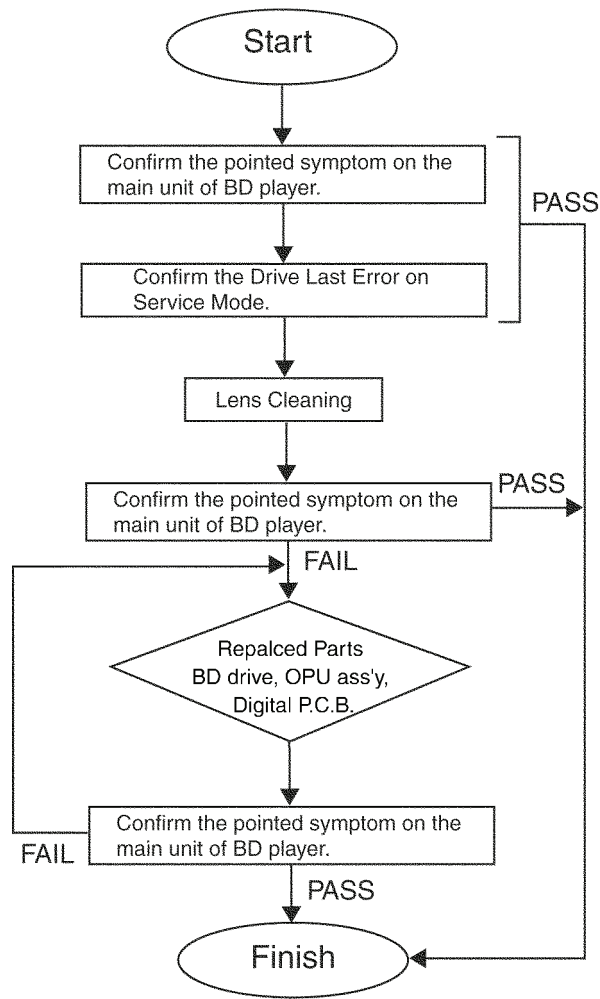 Start
Confirm the pointed symptom on the
main unit of BD player.
PASS
Confirm the Drive Last Error on
Service Mode.
Lens Cleaning
Confirm the pointed symptom on the
main unit of BD player.
PASS
FAIL
Repalced Parts
BD drive, OPU ass'y,
Digital P.C.B.
Confirm the pointed symptom on the
main unit of BD player.
FAIL
PASS
Finish